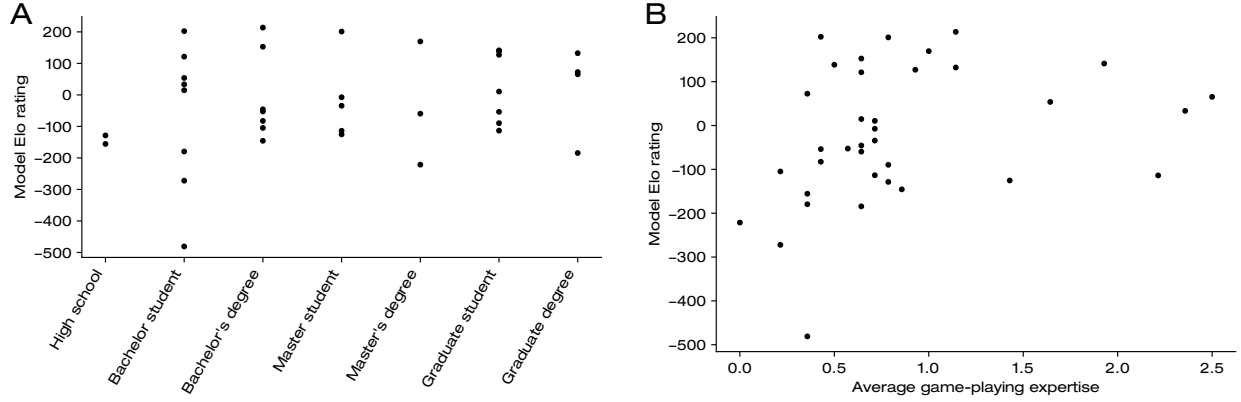 A
Model Elo rating
200
100
0
−100
−200
−300
−400
−500
High school
Bachelor student
Bachelor's degree
Master student
Master's degree
Graduate student
Graduate degree
B
Model Elo rating
200
100
0
−100
−200
−300
−400
−500
0.0 0.5 1.0 1.5 2.0 2.5
Average game-playing expertise